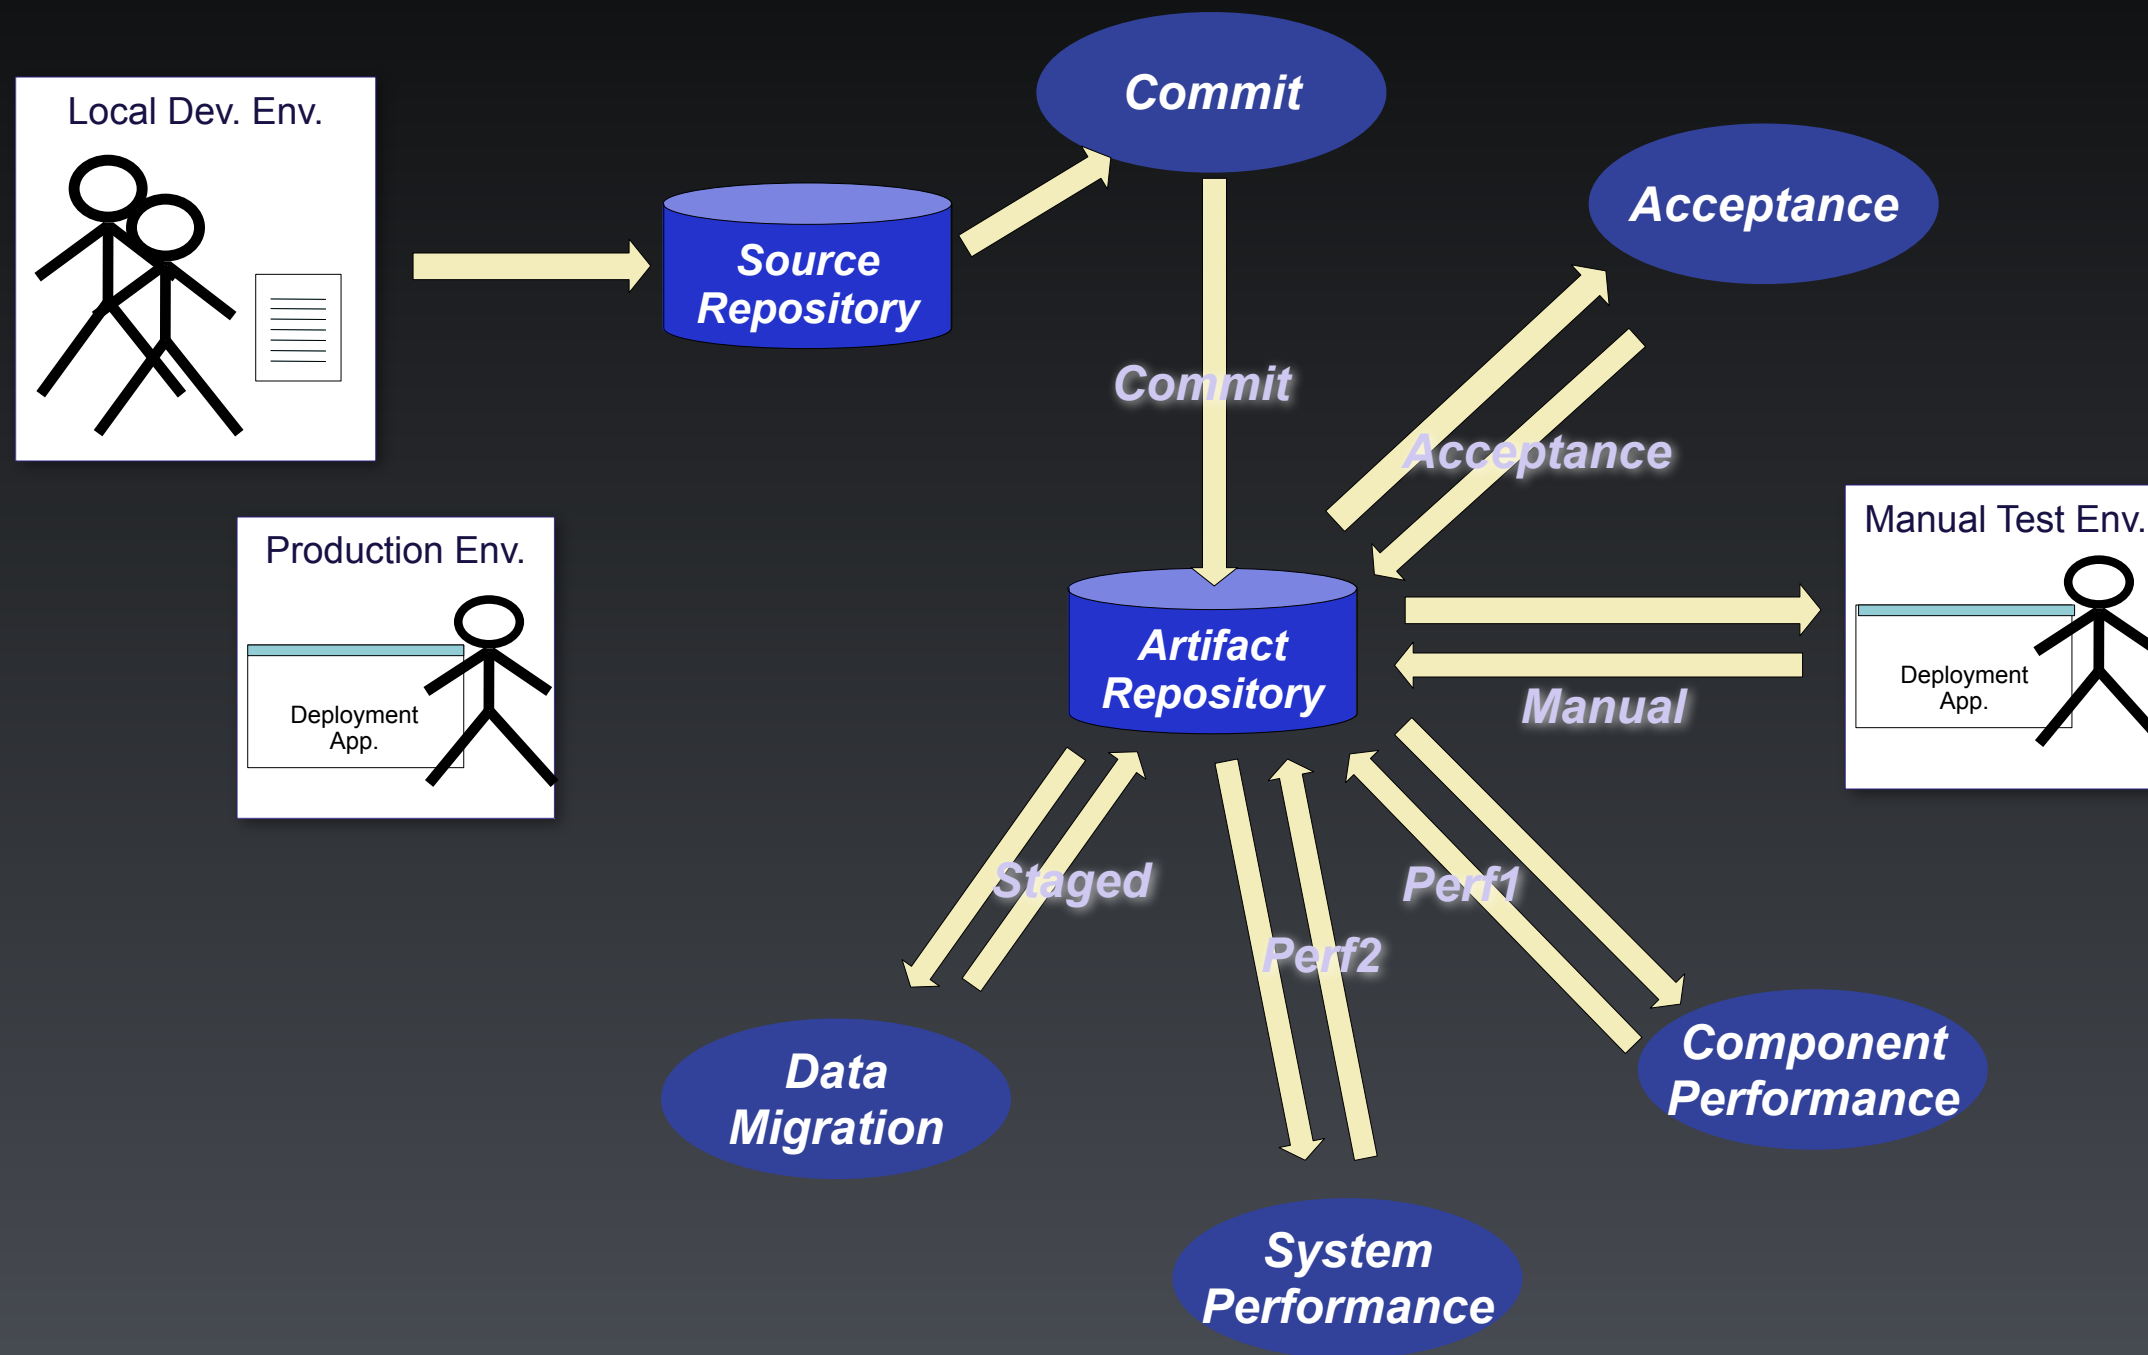 Commit
Local Dev. Env.
Acceptance
Source
Repository
Commit
Acceptance
Production Env.
Manual Test Env.
Artifact
Repository
Deployment
App.
Deployment
App.
Manual
Staged
Perf1
Perf2
Data
Migration
Component
Performance
System
Performance